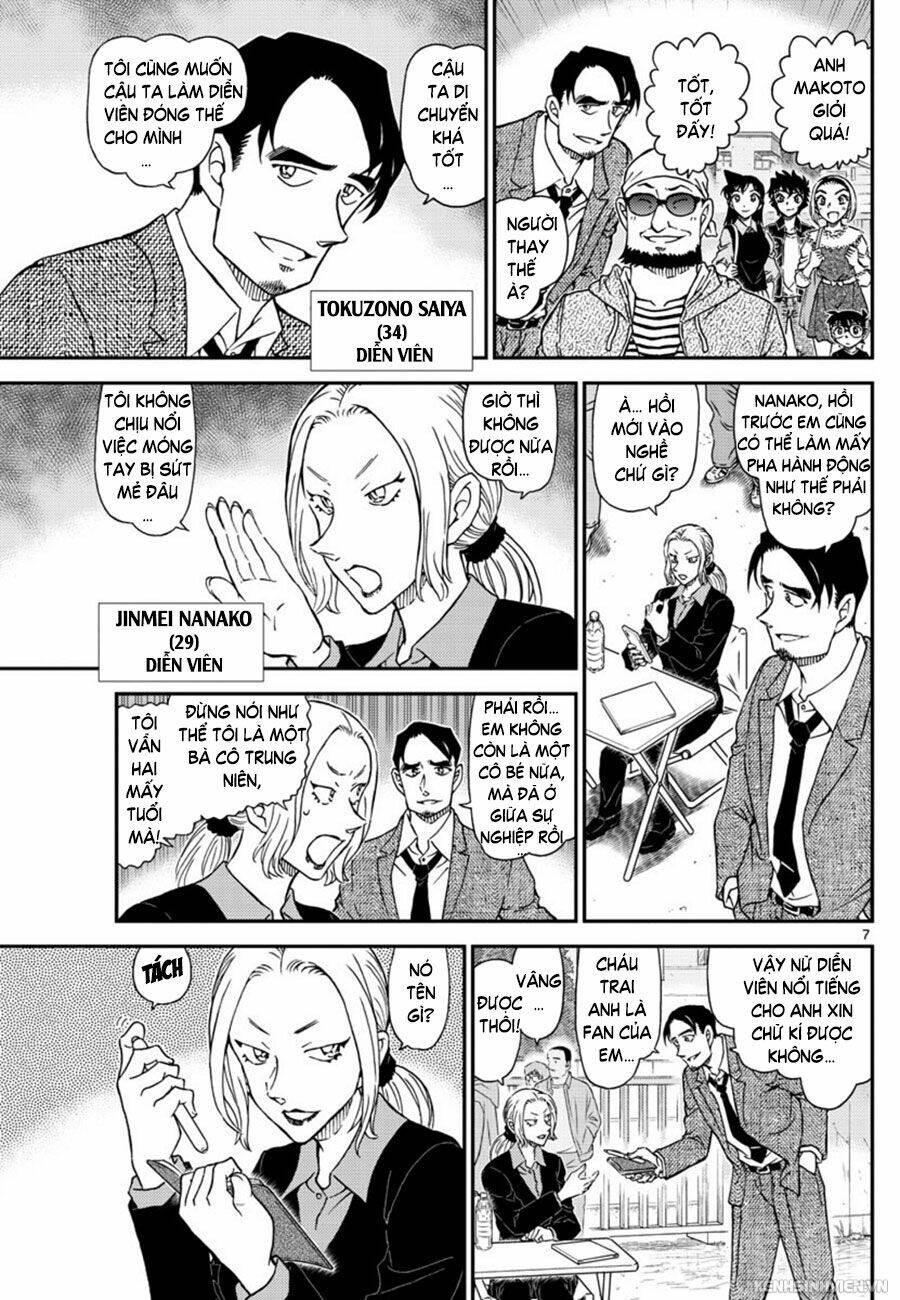 ANH
MAKOTO
GIỎI
QUÁ!
TỐT,
TỐT
ĐẤY!
NGƯỜI
THAY
THẾ
À?
CẬU
TA DI
CHUYỂN
KHÁ
TỐT
...
TÔI CŨNG MUỐN
CẬU TA LÀM DIỄN
VIÊN ĐÓNG THẾ
CHO MÌNH
...
TOKUZONO SAIYA
(34)
DIỄN VIÊN
NANAKO, HỒI
TRƯỚC EM CŨNG
CÓ THỂ LÀM MẤY
PHA HÀNH ĐỘNG
NHƯ THẾ PHẢI
KHÔNG?
À... HỒI
MỚI VÀO
NGHỀ
CHỨ GÌ?
GIỜ THÌ
KHÔNG
ĐƯỢC NỮA
RỒI...
TÔI KHÔNG
CHỊU NỔI
VIỆC MÓNG
TAY BỊ SỨT
MẺ ĐÂU
...
JINMEI NANAKO
(29)
DIỄN VIÊN
PHẢI RỒI...
EM KHÔNG
CÒN LÀ MỘT
CÔ BÉ NỮA,
MÀ ĐÃ Ở
GIỮA SỰ
NGHIỆP RỒI
ĐỪNG NÓI NHƯ
THỂ TÔI LÀ MỘT
BÀ CÔ TRUNG
NIÊN,
TÔI
VẪN
HAI
MẤY
TUỔI
MÀ!
7
VẬY NỮ DIỄN
VIÊN NỔI TIẾNG
CHO ANH XIN
CHỮ KÍ ĐƯỢC
KHÔNG...
CHÁU
TRAI
ANH LÀ
FAN CỦA
EM...
VÂNG
...
ĐƯỢC
THÔI!
NÓ
TÊN
GÌ?
TÁCH
KENHSINHVIEN.VN